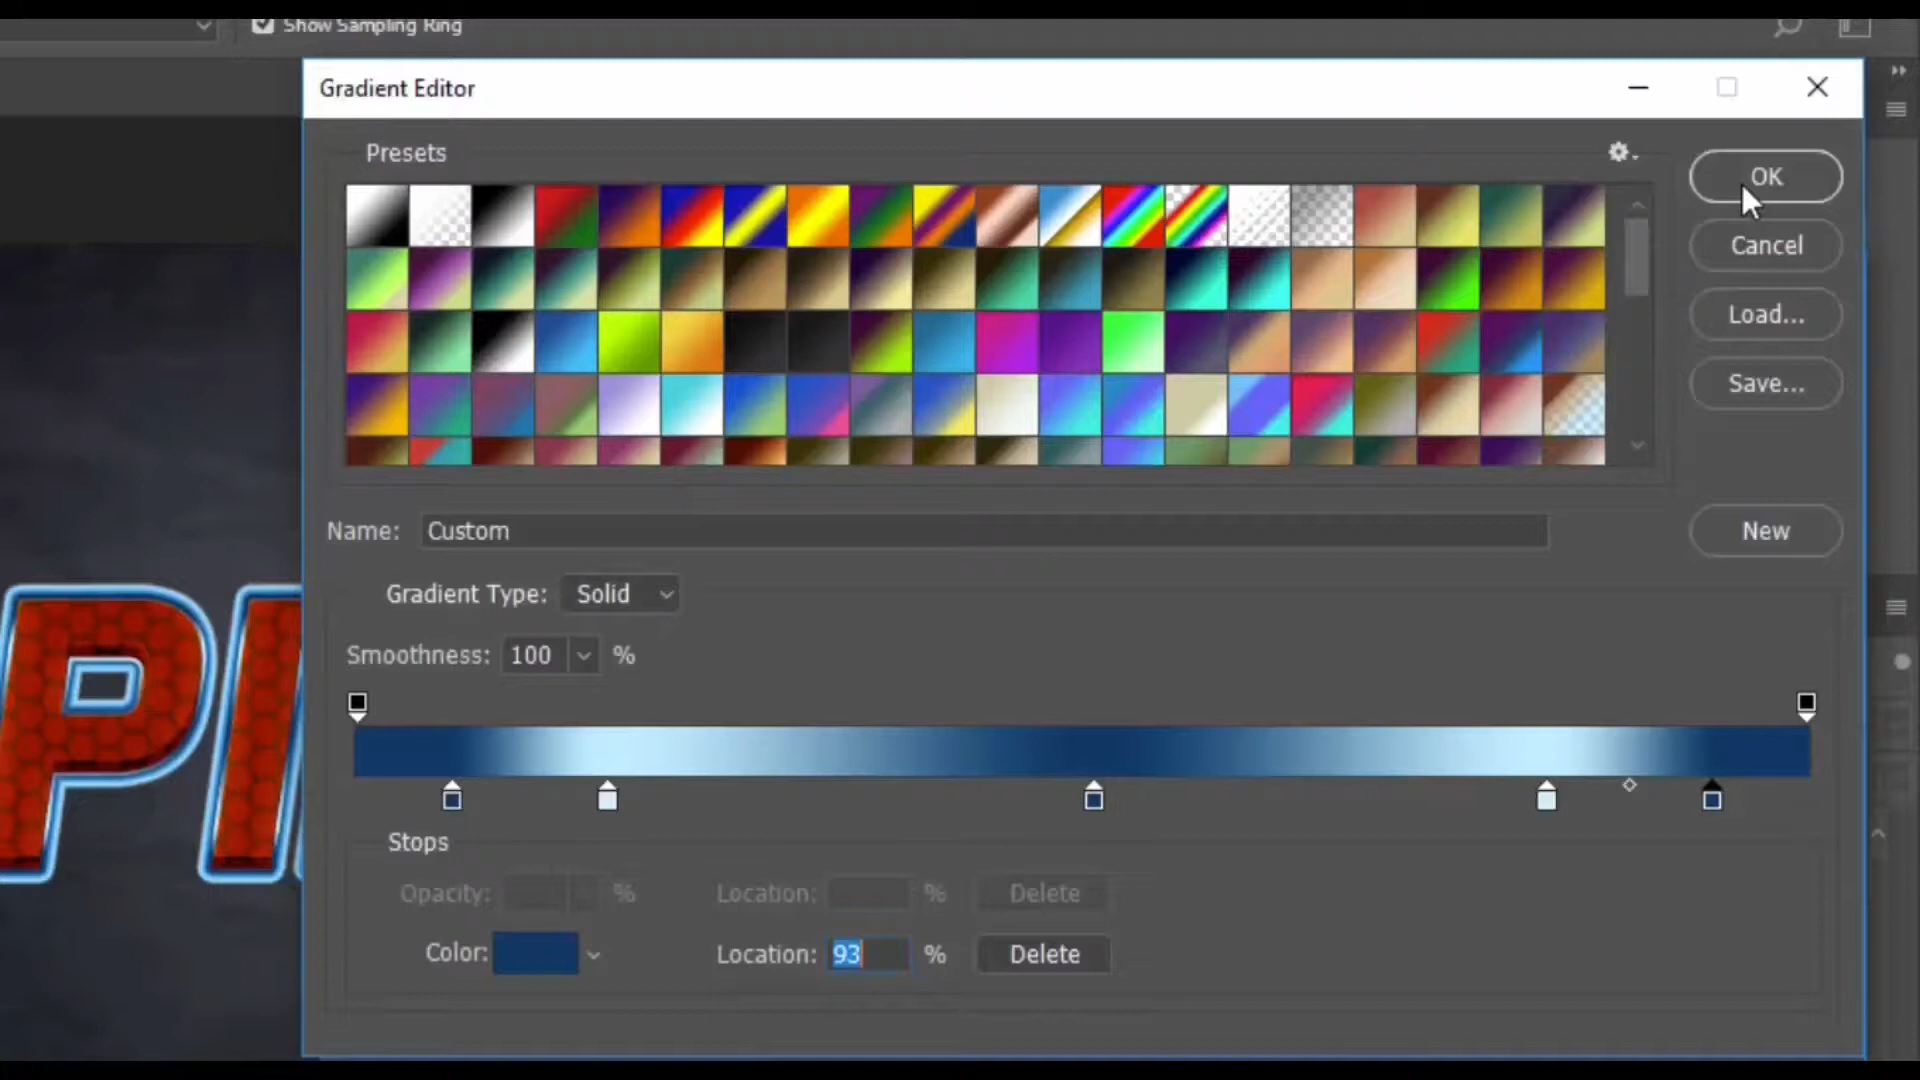 Show Sampling Ring
Gradient Editor
Presets
OK
Cancel
Load...
Save...
Name: Custom
New
Gradient Type: Solid
Smoothness: 100 %
Stops
Opacity: % Location: % Delete
Color: Location: 93 % Delete
PI